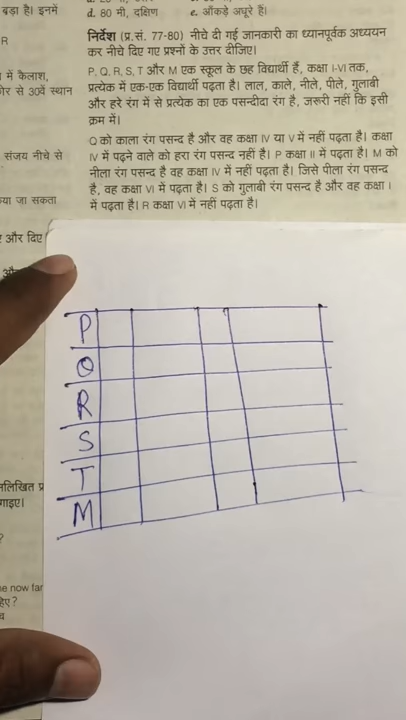 बड़ा है। इनमें
d. 80 मी, दक्षिण e. आँकड़े अपूरे हैं।
R
निर्देश (प्र.सं. 77-80) नीचे दी गई जानकारी का ध्यानपूर्वक अध्ययन
कर नीचे दिए गए प्रश्नों के उत्तर दीजिए।
P, Q, R, S, T और M एक स्कूल के छह विद्यार्थी हैं, कक्षा I-VI तक,
में कैलाश,
प्रत्येक में एक-एक विद्यार्थी पढ़ता है। लाल, काले, नीले, पीले, गुलाबी
ोर से 30वें स्थान
और हरे रंग में से प्रत्येक का एक पसन्दीदा रंग है, जरूरी नहीं कि इसी
क्रम में।
Q को काला रंग पसन्द है और वह कक्षा IV या V में नहीं पढ़ता है। कक्षा
संजय नीचे से
IV में पढ़ने वाले को हरा रंग पसन्द नहीं है। P कक्षा II में पढ़ता है। M को
नीला रंग पसन्द है वह कक्षा IV में नहीं पढ़ता है। जिसे पीला रंग पसन्द
है, वह कक्षा VI में पढ़ता है। S को गुलाबी रंग पसन्द है और वह कक्षा I
या जा सकता
में पढ़ता है। R कक्षा VI में नहीं पढ़ता है।
और दिए
P
Q
R
S
T
M
लिखित प्र
गाइए।
?
e now tar
हिए?